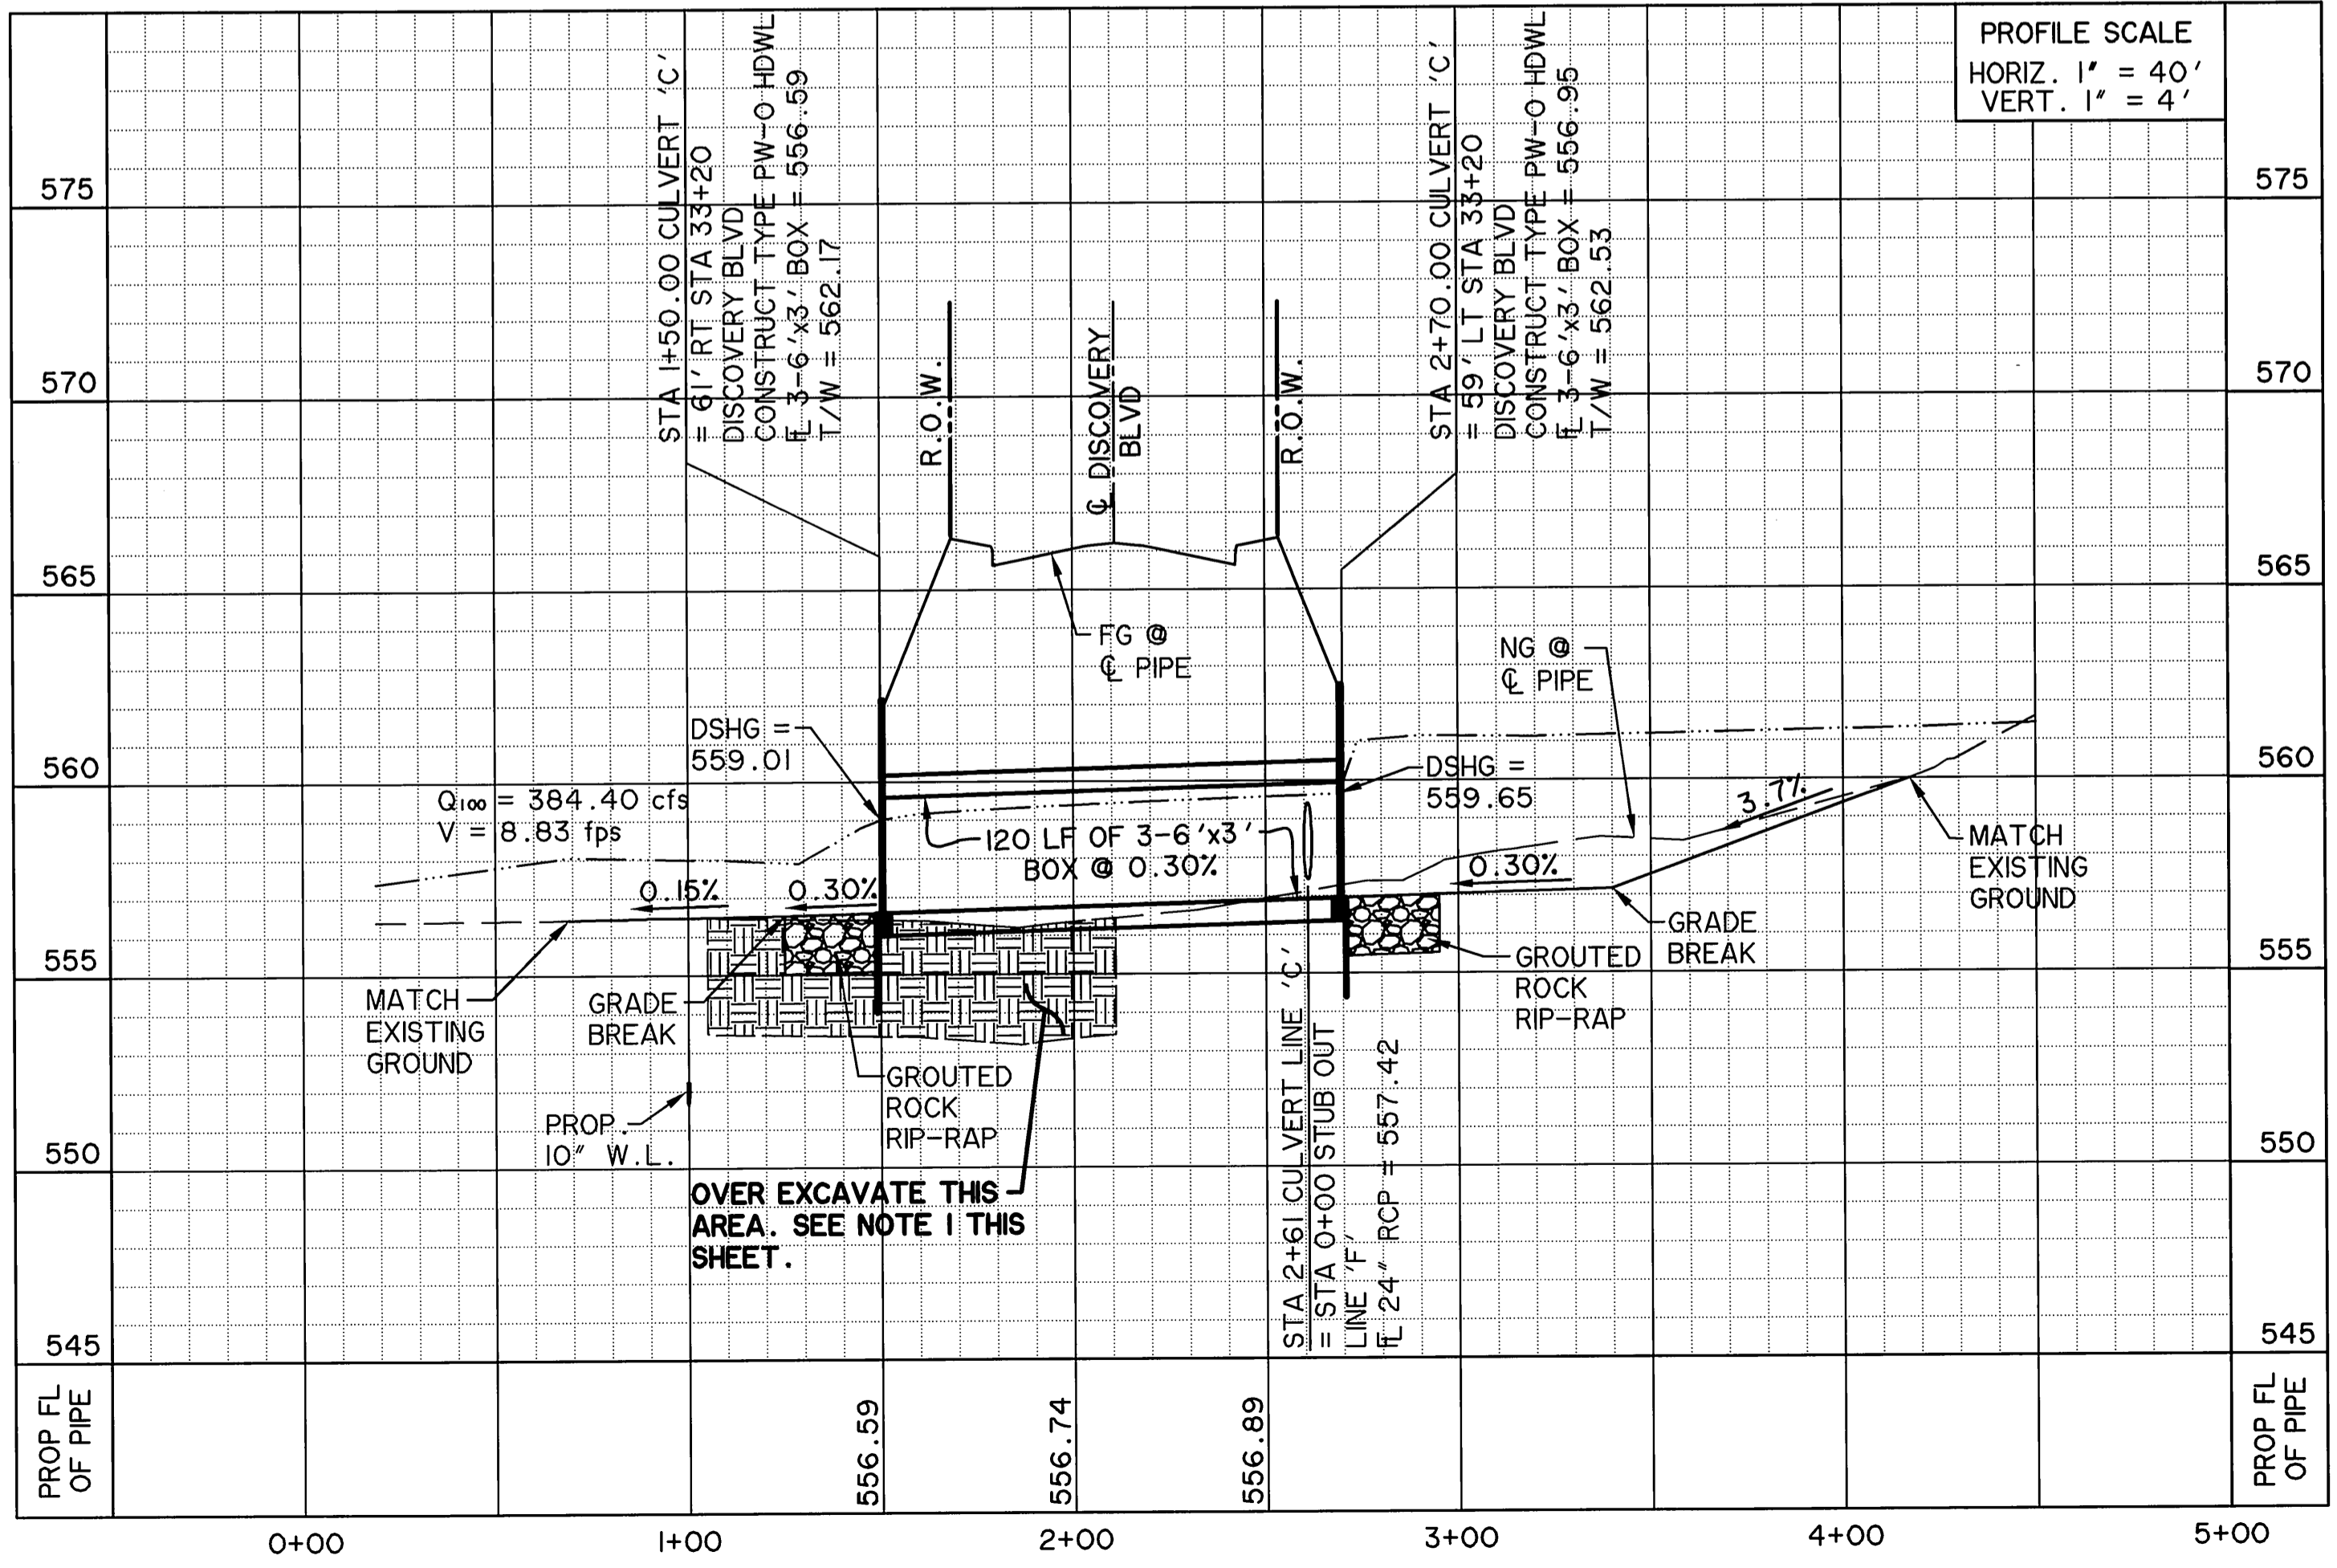 PROFILE SCALE
HORIZ. 1" = 40'
VERT. 1" = 4'
STA 1+50.00 CULVERT 'C'
= 61' RT STA 33+20
DISCOVERY BLVD
CONSTRUCT TYPE PW-O HDWL
FL 3-6'x3' BOX = 556.59
T/W = 562.17
STA 2+70.00 CULVERT 'C'
= 59' LT STA 33+20
DISCOVERY BLVD
CONSTRUCT TYPE PW-O HDWL
FL 3-6'x3' BOX = 556.95
T/W = 562.53
575
575
570
570
565
565
560
560
555
555
550
550
545
545
R.O.W.
℄ DISCOVERY
BLVD
R.O.W.
FG @
℄ PIPE
NG @
℄ PIPE
DSHG =
559.01
DSHG =
559.65
Q100 = 384.40 cfs
V = 8.83 fps
120 LF OF 3-6'x3'
BOX @ 0.30%
3.7%
MATCH
EXISTING
GROUND
0.15%
0.30%
0.30%
GRADE
BREAK
GROUTED
ROCK
RIP-RAP
MATCH
EXISTING
GROUND
GRADE
BREAK
GROUTED
ROCK
RIP-RAP
PROP.
10" W.L.
OVER EXCAVATE THIS
AREA. SEE NOTE 1 THIS
SHEET.
STA 2+61 CULVERT LINE 'C'
= STA 0+00 STUB OUT
LINE 'F'
FL 24" RCP = 557.42
PROP FL
OF PIPE
556.59
556.74
556.89
PROP FL
OF PIPE
0+00
1+00
2+00
3+00
4+00
5+00